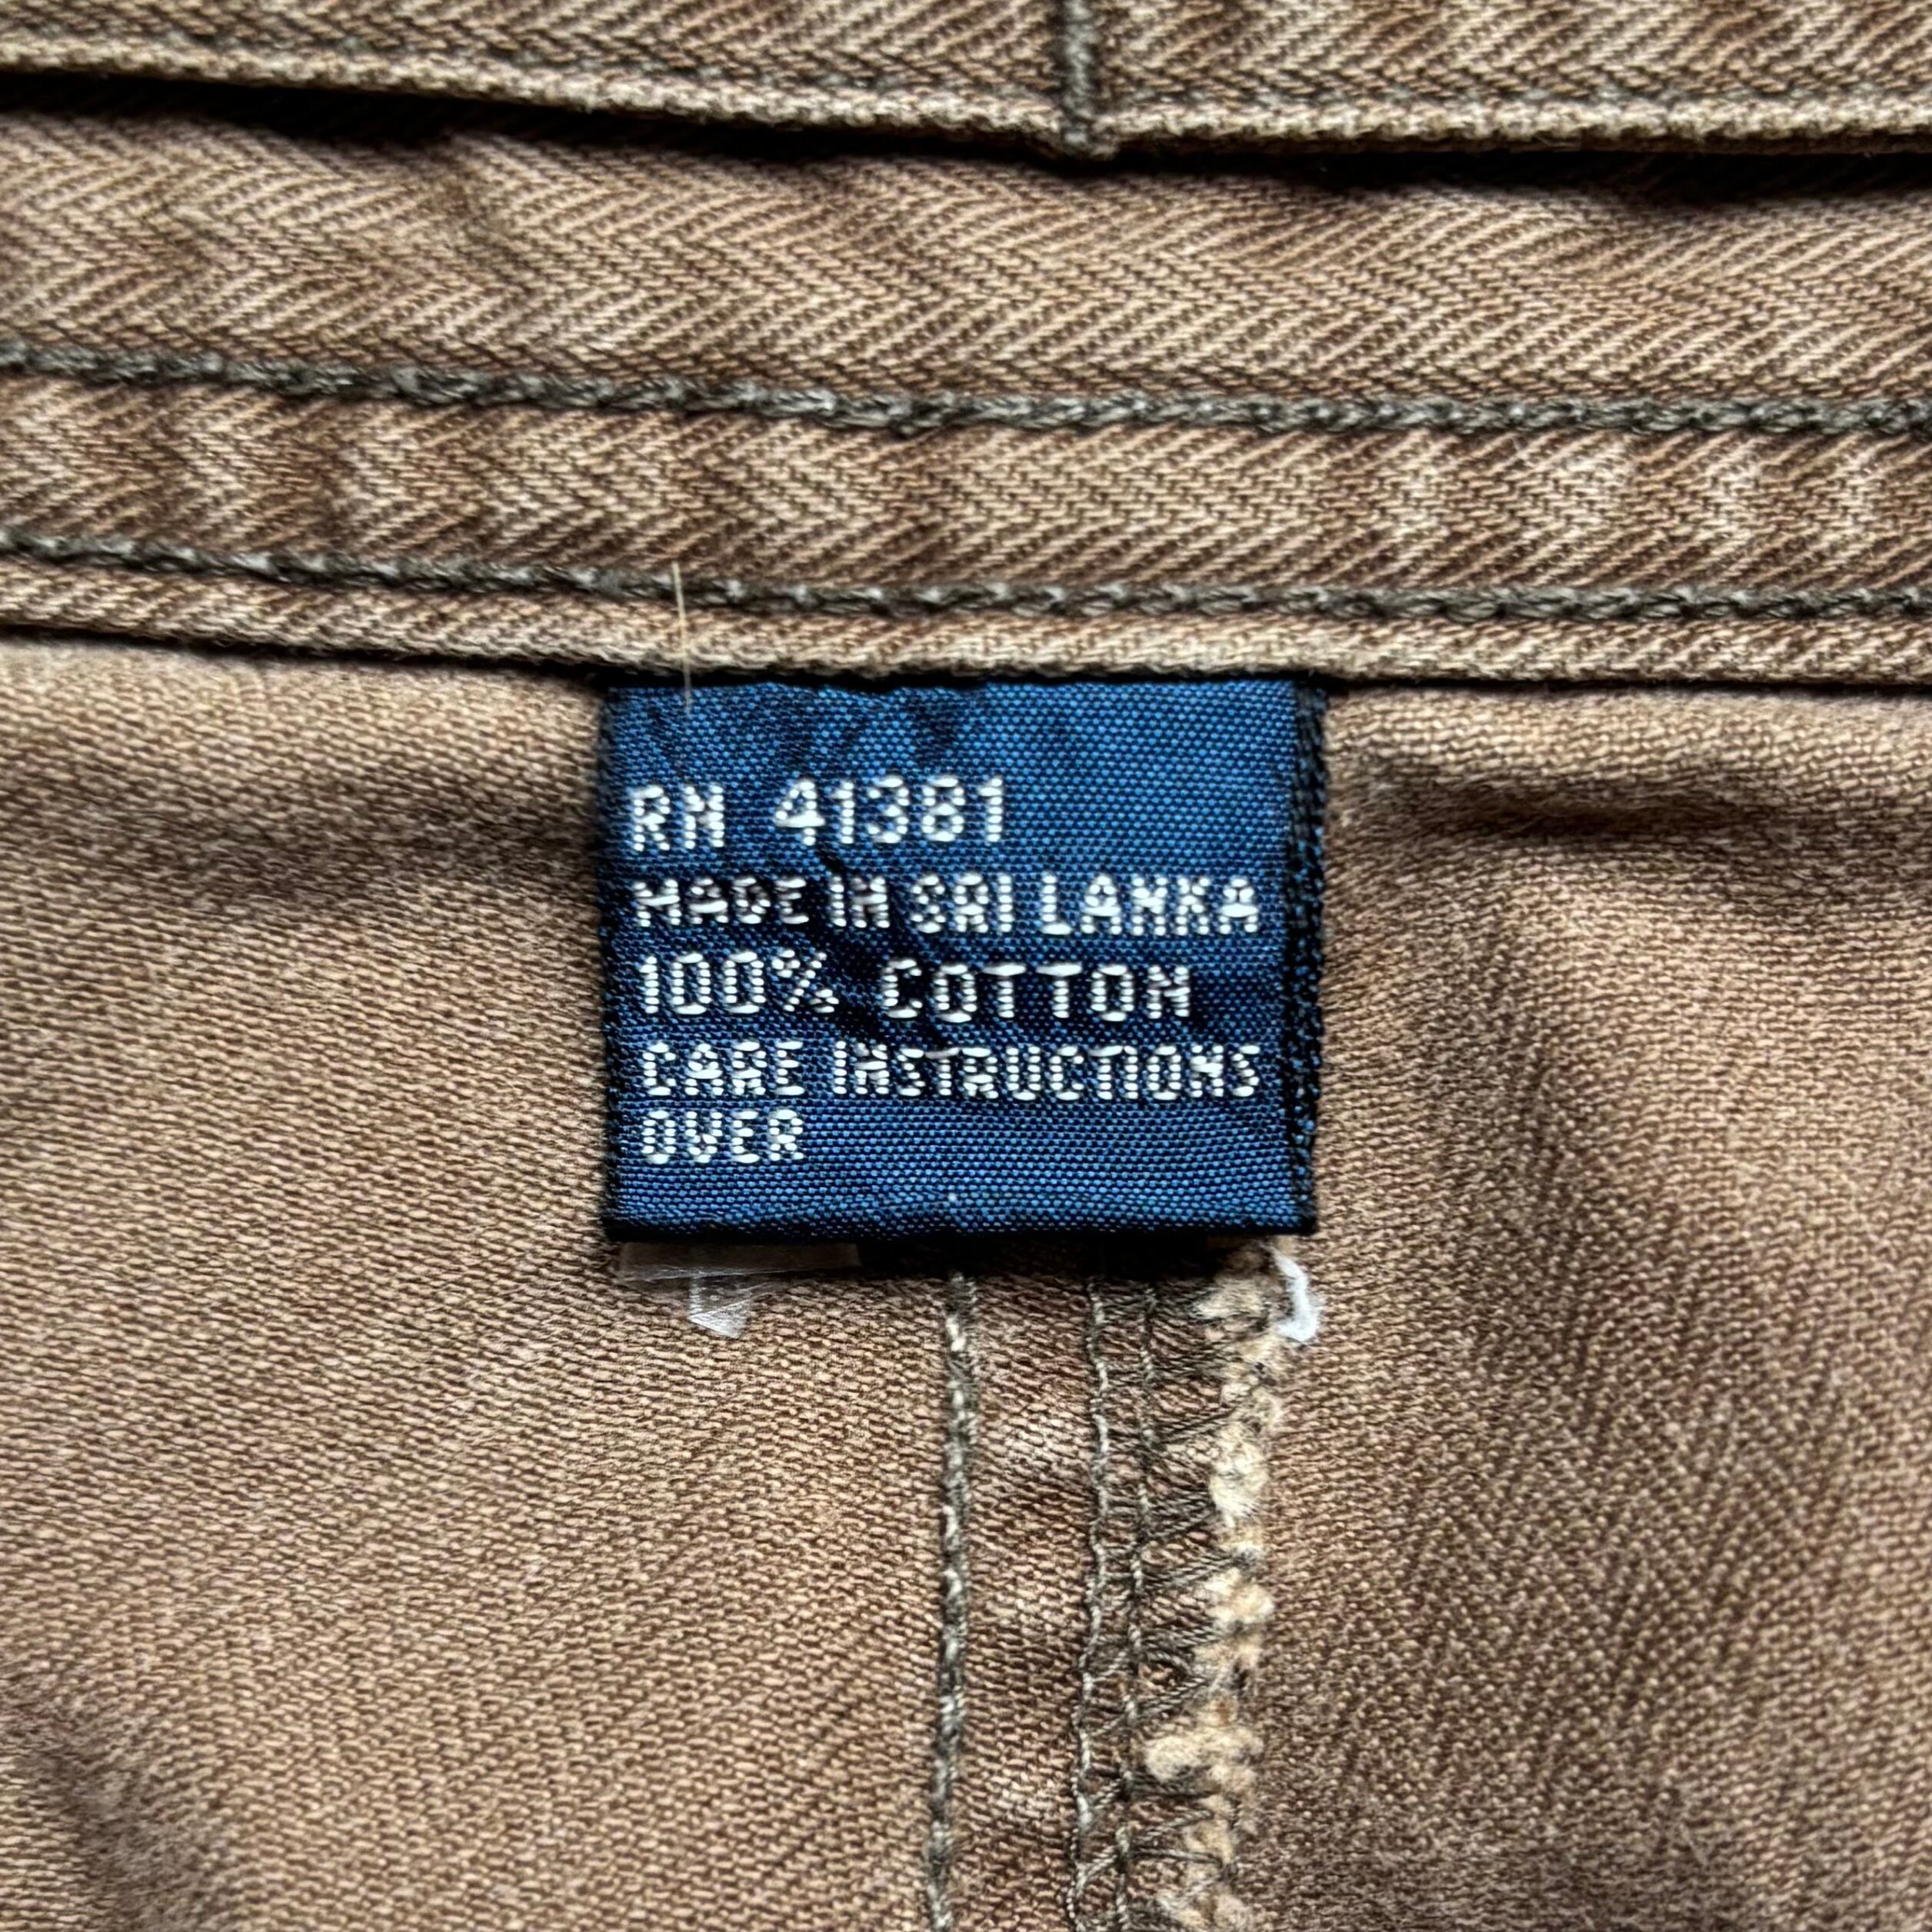 RN 41381
MADE IN SRI LANKA
100% COTTON
CARE INSTRUCTIONS
OVER